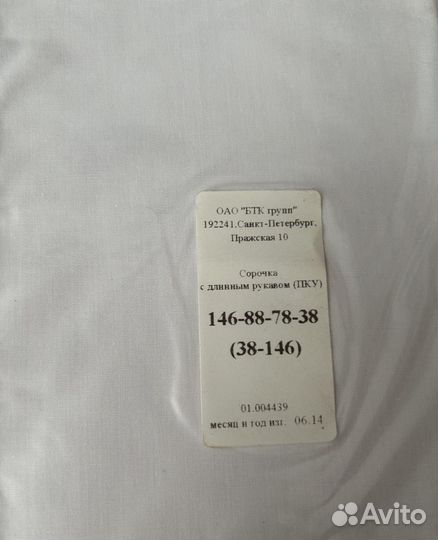 ОАО "БТК групп"
192241.Санкт-Петербург.
Пражская 10
Сорочка
с длинным рукавом (ПКУ)
146-88-78-38
(38-146)
01.004439
месяц и год изг. 06.14
Avito